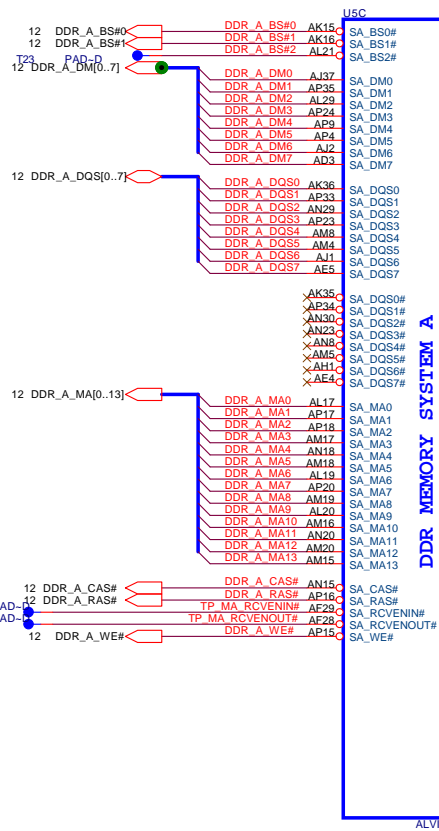 U5C
12 DDR_A_BS#0 DDR_A_BS#0 AK15 SA_BS0#
12 DDR_A_BS#1 DDR_A_BS#1 AK16 SA_BS1#
T23 PAD~D DDR_A_BS#2 AL21 SA_BS2#
12 DDR_A_DM[0..7]
DDR_A_DM0 AJ37 SA_DM0
DDR_A_DM1 AP35 SA_DM1
DDR_A_DM2 AL29 SA_DM2
DDR_A_DM3 AP24 SA_DM3
DDR_A_DM4 AP9 SA_DM4
DDR_A_DM5 AP4 SA_DM5
DDR_A_DM6 AJ2 SA_DM6
DDR_A_DM7 AD3 SA_DM7
12 DDR_A_DQS[0..7]
DDR_A_DQS0 AK36 SA_DQS0
DDR_A_DQS1 AP33 SA_DQS1
DDR_A_DQS2 AN29 SA_DQS2
DDR_A_DQS3 AP23 SA_DQS3
DDR_A_DQS4 AM8 SA_DQS4
DDR_A_DQS5 AM4 SA_DQS5
DDR_A_DQS6 AJ1 SA_DQS6
DDR_A_DQS7 AE5 SA_DQS7
AK35 SA_DQS0#
AP34 SA_DQS1#
AN30 SA_DQS2#
AN23 SA_DQS3#
AN8 SA_DQS4#
AM5 SA_DQS5#
AH1 SA_DQS6#
AE4 SA_DQS7#
12 DDR_A_MA[0..13]
DDR_A_MA0 AL17 SA_MA0
DDR_A_MA1 AP17 SA_MA1
DDR_A_MA2 AP18 SA_MA2
DDR_A_MA3 AM17 SA_MA3
DDR_A_MA4 AN18 SA_MA4
DDR_A_MA5 AM18 SA_MA5
DDR_A_MA6 AL19 SA_MA6
DDR_A_MA7 AP20 SA_MA7
DDR_A_MA8 AM19 SA_MA8
DDR_A_MA9 AL20 SA_MA9
DDR_A_MA10 AM16 SA_MA10
DDR_A_MA11 AN20 SA_MA11
DDR_A_MA12 AM20 SA_MA12
DDR_A_MA13 AM15 SA_MA13
12 DDR_A_CAS# DDR_A_CAS# AN15 SA_CAS#
12 DDR_A_RAS# DDR_A_RAS# AP16 SA_RAS#
TP_MA_RCVENIN# AF29 SA_RCVENIN#
TP_MA_RCVENOUT# AF28 SA_RCVENOUT#
12 DDR_A_WE# DDR_A_WE# AP15 SA_WE#
DDR MEMORY SYSTEM A